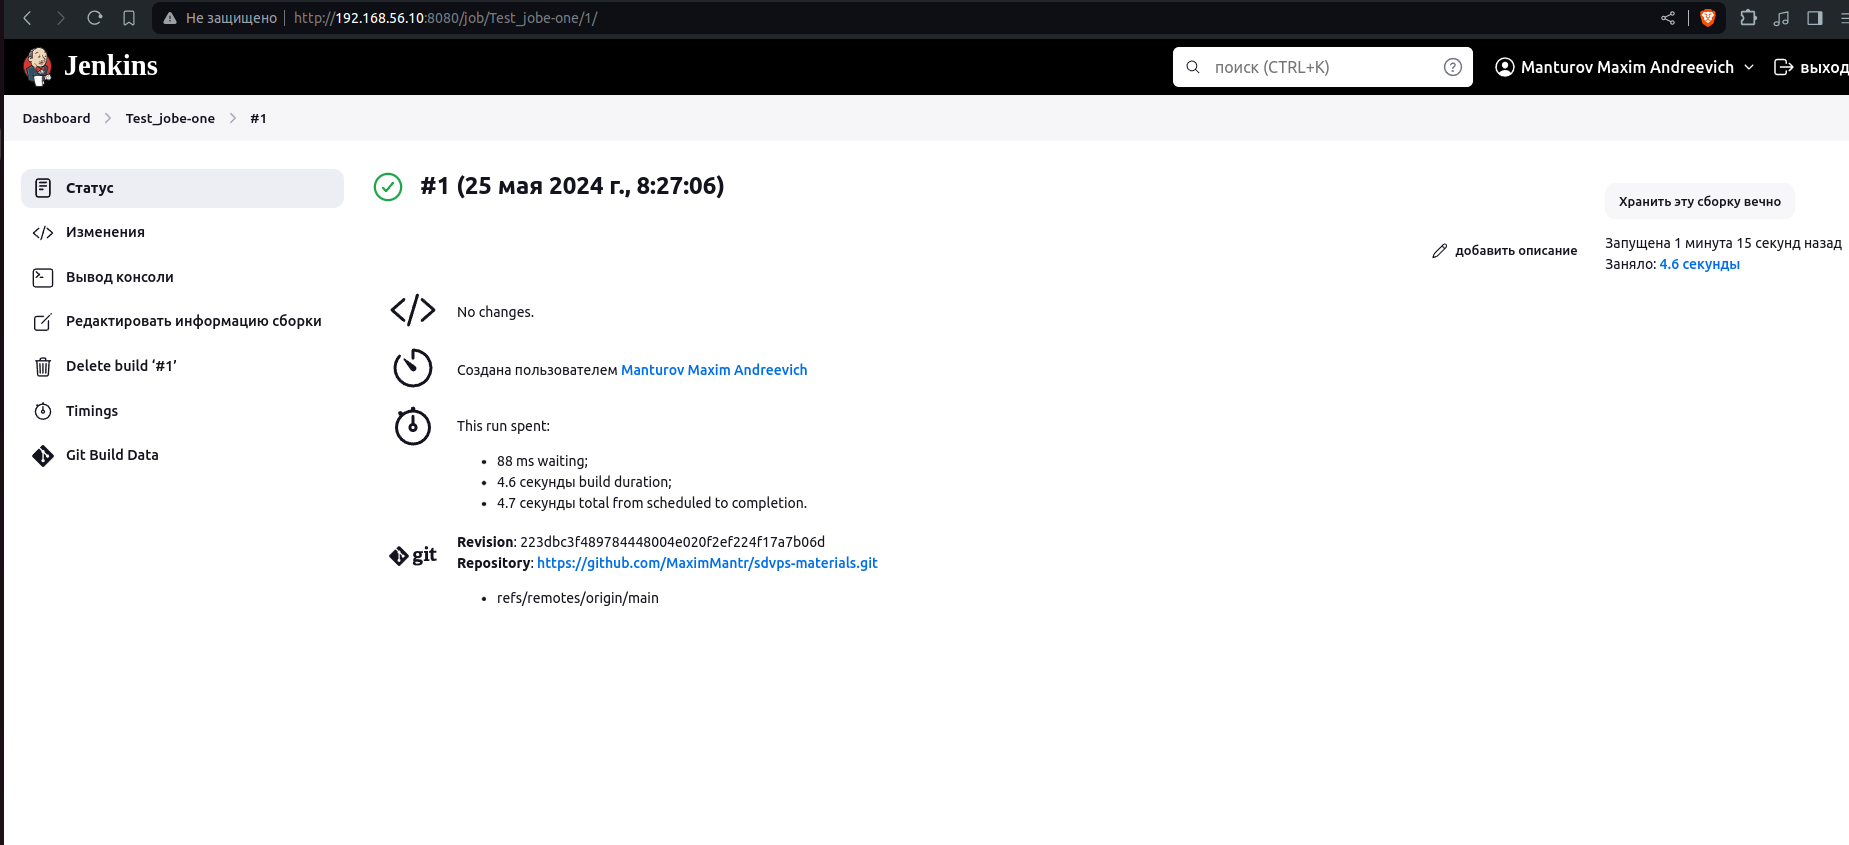 Не защищено http://192.168.56.10:8080/job/Test_jobe-one/1/
Jenkins
поиск (CTRL+K)
?
Manturov Maxim Andreevich
выход
Dashboard > Test_jobe-one > #1
Статус
Изменения
Вывод консоли
Редактировать информацию сборки
Delete build ‘#1’
Timings
Git Build Data
#1 (25 мая 2024 г., 8:27:06)
Хранить эту сборку вечно
добавить описание
Запущена 1 минута 15 секунд назад
Заняло: 4.6 секунды
No changes.
Создана пользователем Manturov Maxim Andreevich
This run spent:
• 88 ms waiting;
• 4.6 секунды build duration;
• 4.7 секунды total from scheduled to completion.
git
Revision: 223dbc3f489784448004e020f2ef224f17a7b06d
Repository: https://github.com/MaximMantr/sdvps-materials.git
• refs/remotes/origin/main